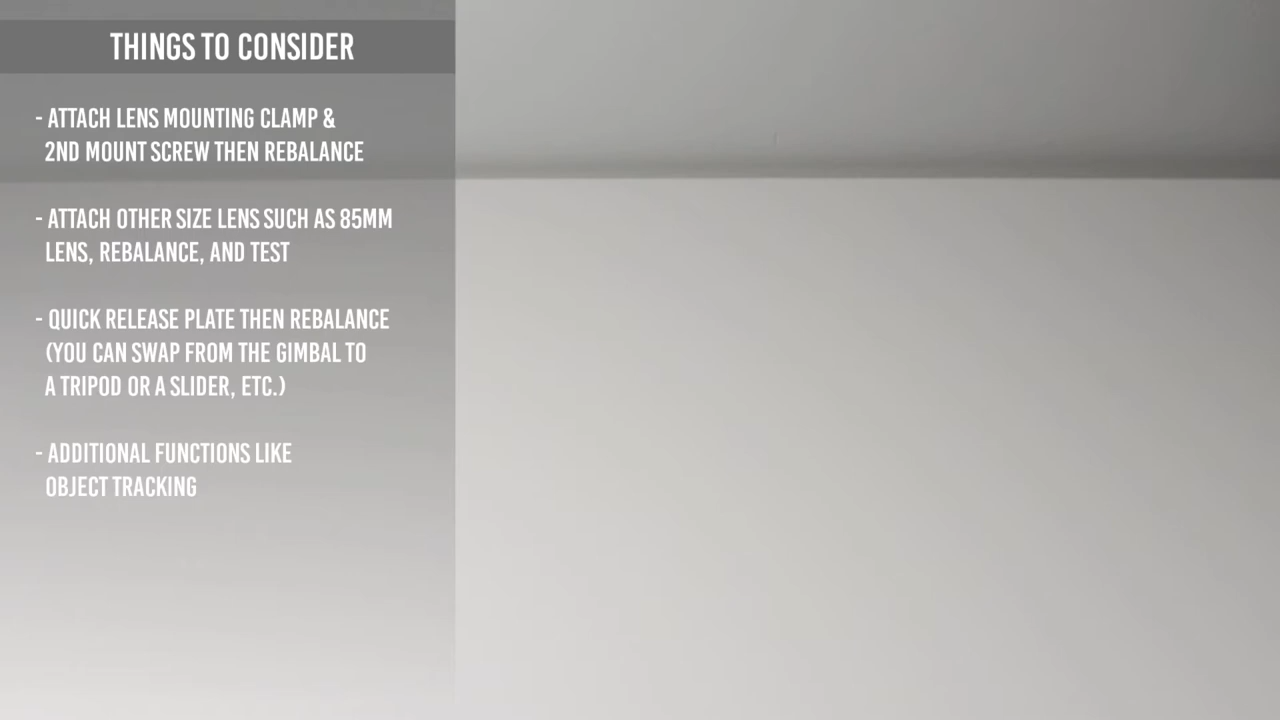 THINGS TO CONSIDER
- ATTACH LENS MOUNTING CLAMP &
2ND MOUNT SCREW THEN REBALANCE
- ATTACH OTHER SIZE LENS SUCH AS 85MM
LENS, REBALANCE, AND TEST
- QUICK RELEASE PLATE THEN REBALANCE
(YOU CAN SWAP FROM THE GIMBAL TO
A TRIPOD OR A SLIDER, ETC.)
- ADDITIONAL FUNCTIONS LIKE
OBJECT TRACKING